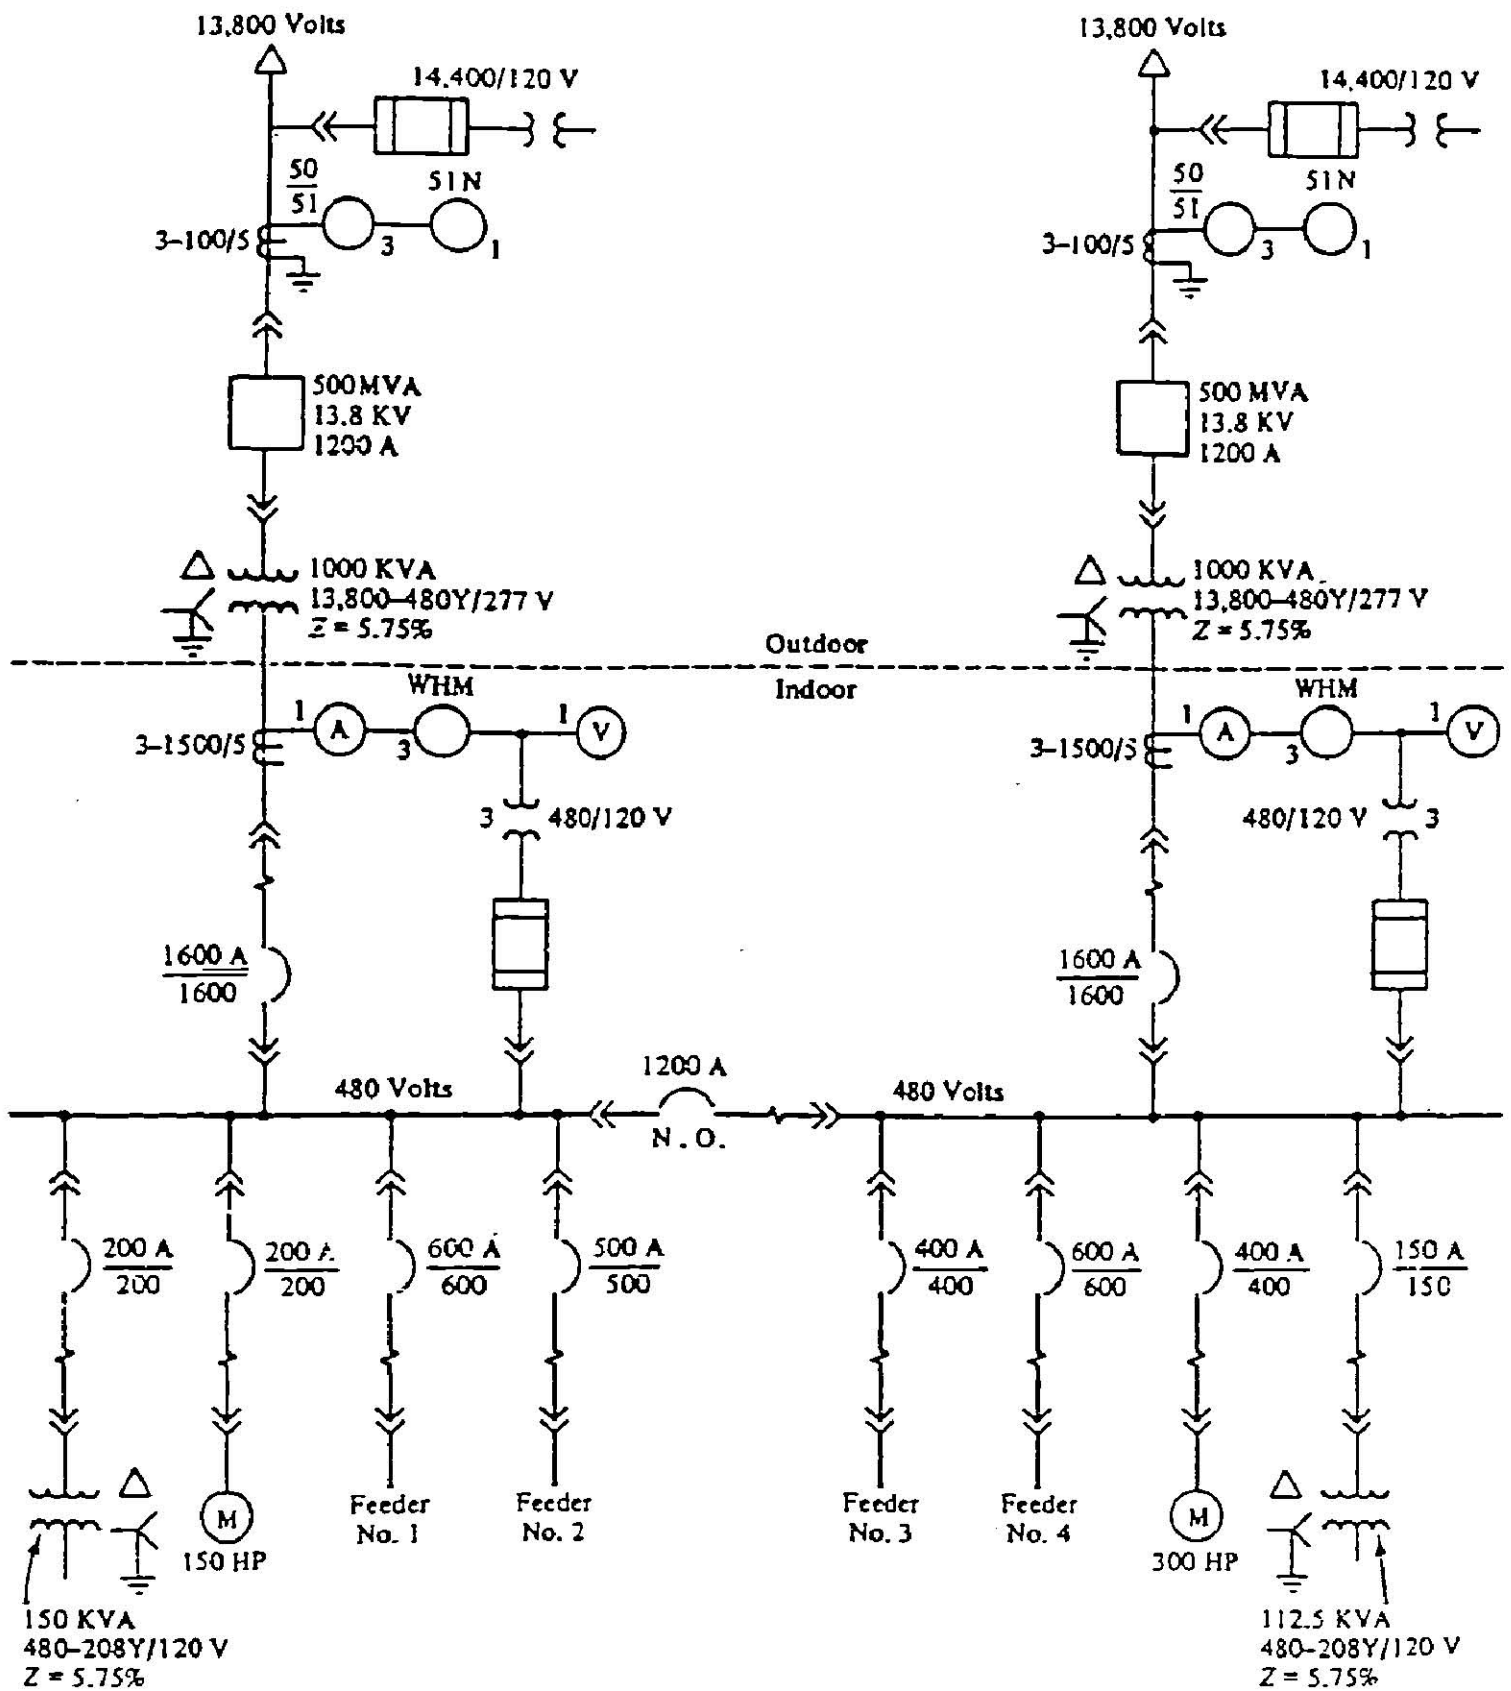 13,800 Volts
14,400/120 V
50
51
51N
3
1
3-100/5
500 MVA
13.8 KV
1200 A
1000 KVA
13,800-480Y/277 V
Z = 5.75%
13,800 Volts
14,400/120 V
50
51
51N
3
1
3-100/5
500 MVA
13.8 KV
1200 A
1000 KVA
13,800-480Y/277 V
Z = 5.75%
Outdoor
Indoor
WHM
1
A
3
1
V
3-1500/5
3
480/120 V
1600 A
1600
WHM
1
A
3
1
V
3-1500/5
480/120 V
3
1600 A
1600
480 Volts
1200 A
N.O.
480 Volts
200 A
200
200 A
200
600 A
600
500 A
500
400 A
400
600 A
600
400 A
400
150 A
150
150 KVA
480-208Y/120 V
Z = 5.75%
M
150 HP
Feeder
No. 1
Feeder
No. 2
Feeder
No. 3
Feeder
No. 4
M
300 HP
112.5 KVA
480-208Y/120 V
Z = 5.75%